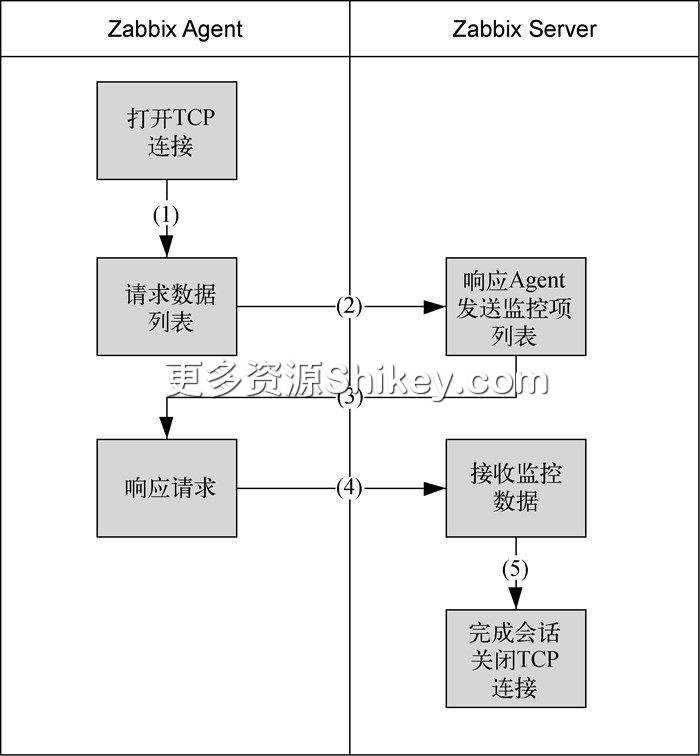 Zabbix Agent
Zabbix Server
打开TCP
连接
(1)
请求数据
列表
(2)
响应Agent
发送监控项
列表
更多资源Shikey.com
(3)
响应请求
(4)
接收监控
数据
(5)
完成会话
关闭TCP
连接